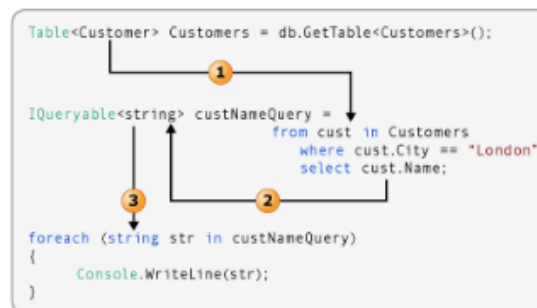 Table<Customer> Customers = db.GetTable<Customers>();
1
IQueryable<string> custNameQuery =
from cust in Customers
where cust.City == "London"
select cust.Name;
3
2
foreach (string str in custNameQuery)
{
Console.WriteLine(str);
}